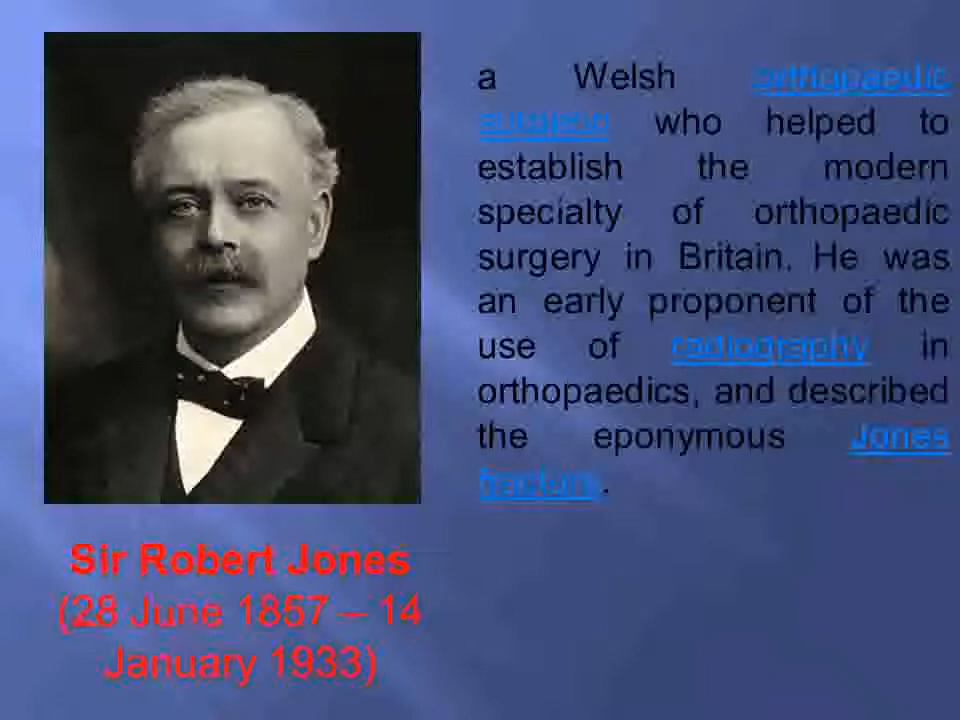 a Welsh orthopaedic
surgeon who helped to
establish the modern
specialty of orthopaedic
surgery in Britain. He was
an early proponent of the
use of radiography in
orthopaedics, and described
the eponymous Jones
fracture.
Sir Robert Jones
(28 June 1857 – 14
January 1933)